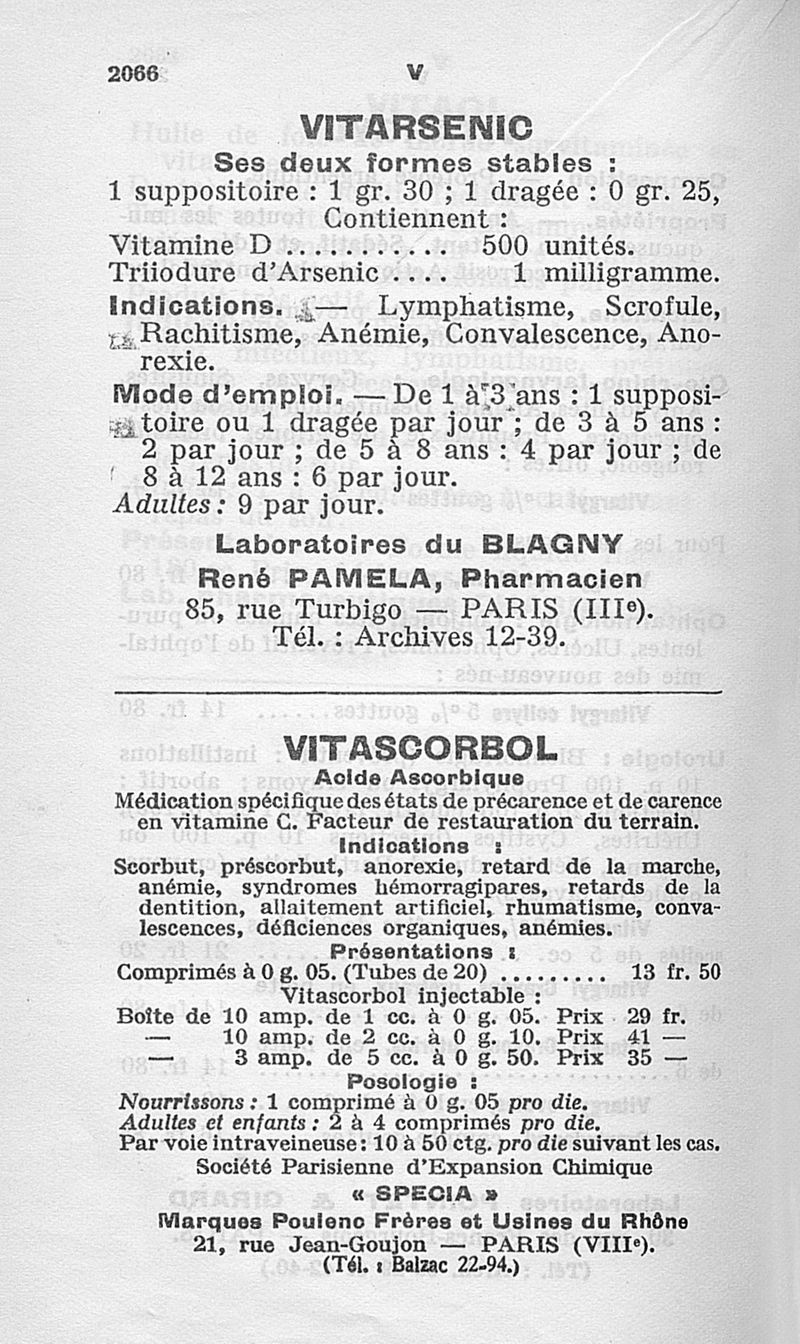 2066
V
VITARSENIC
Ses deux formes stables :
1 suppositoire : 1 gr. 30 ; 1 dragée : 0 gr. 25,
Contiennent :
Vitamine D ............ 500 unités.
Triiodure d'Arsenic .... 1 milligramme.
Indications. — Lymphatisme, Scrofule,
Rachitisme, Anémie, Convalescence, Ano-
rexie.
Mode d'emploi. — De 1 à 3 ans : 1 supposi-
toire ou 1 dragée par jour ; de 3 à 5 ans :
2 par jour ; de 5 à 8 ans : 4 par jour ; de
8 à 12 ans : 6 par jour.
Adultes : 9 par jour.
Laboratoires du BLAGNY
René PAMELA, Pharmacien
85, rue Turbigo — PARIS (IIIe).
Tél. : Archives 12-39.
VITASCORBOL
Acide Ascorbique
Médication spécifique des états de précarence et de carence
en vitamine C. Facteur de restauration du terrain.
Indications :
Scorbut, préscorbut, anorexie, retard de la marche,
anémie, syndromes hémorragipares, retards de la
dentition, allaitement artificiel, rhumatisme, conva-
lescences, déficiences organiques, anémies.
Présentations :
Comprimés à 0 g. 05. (Tubes de 20) ......... 13 fr. 50
Vitascorbol injectable :
Boîte de 10 amp. de 1 cc. à 0 g. 05. Prix 29 fr.
— 10 amp. de 2 cc. à 0 g. 10. Prix 41 —
— 3 amp. de 5 cc. à 0 g. 50. Prix 35 —
Posologie :
Nourrissons : 1 comprimé à 0 g. 05 pro die.
Adultes et enfants : 2 à 4 comprimés pro die.
Par voie intraveineuse : 10 à 50 ctg. pro die suivant les cas.
Société Parisienne d'Expansion Chimique
« SPECIA »
Marques Poulenc Frères et Usines du Rhône
21, rue Jean-Goujon — PARIS (VIIIe).
(Tél. : Balzac 22-94.)